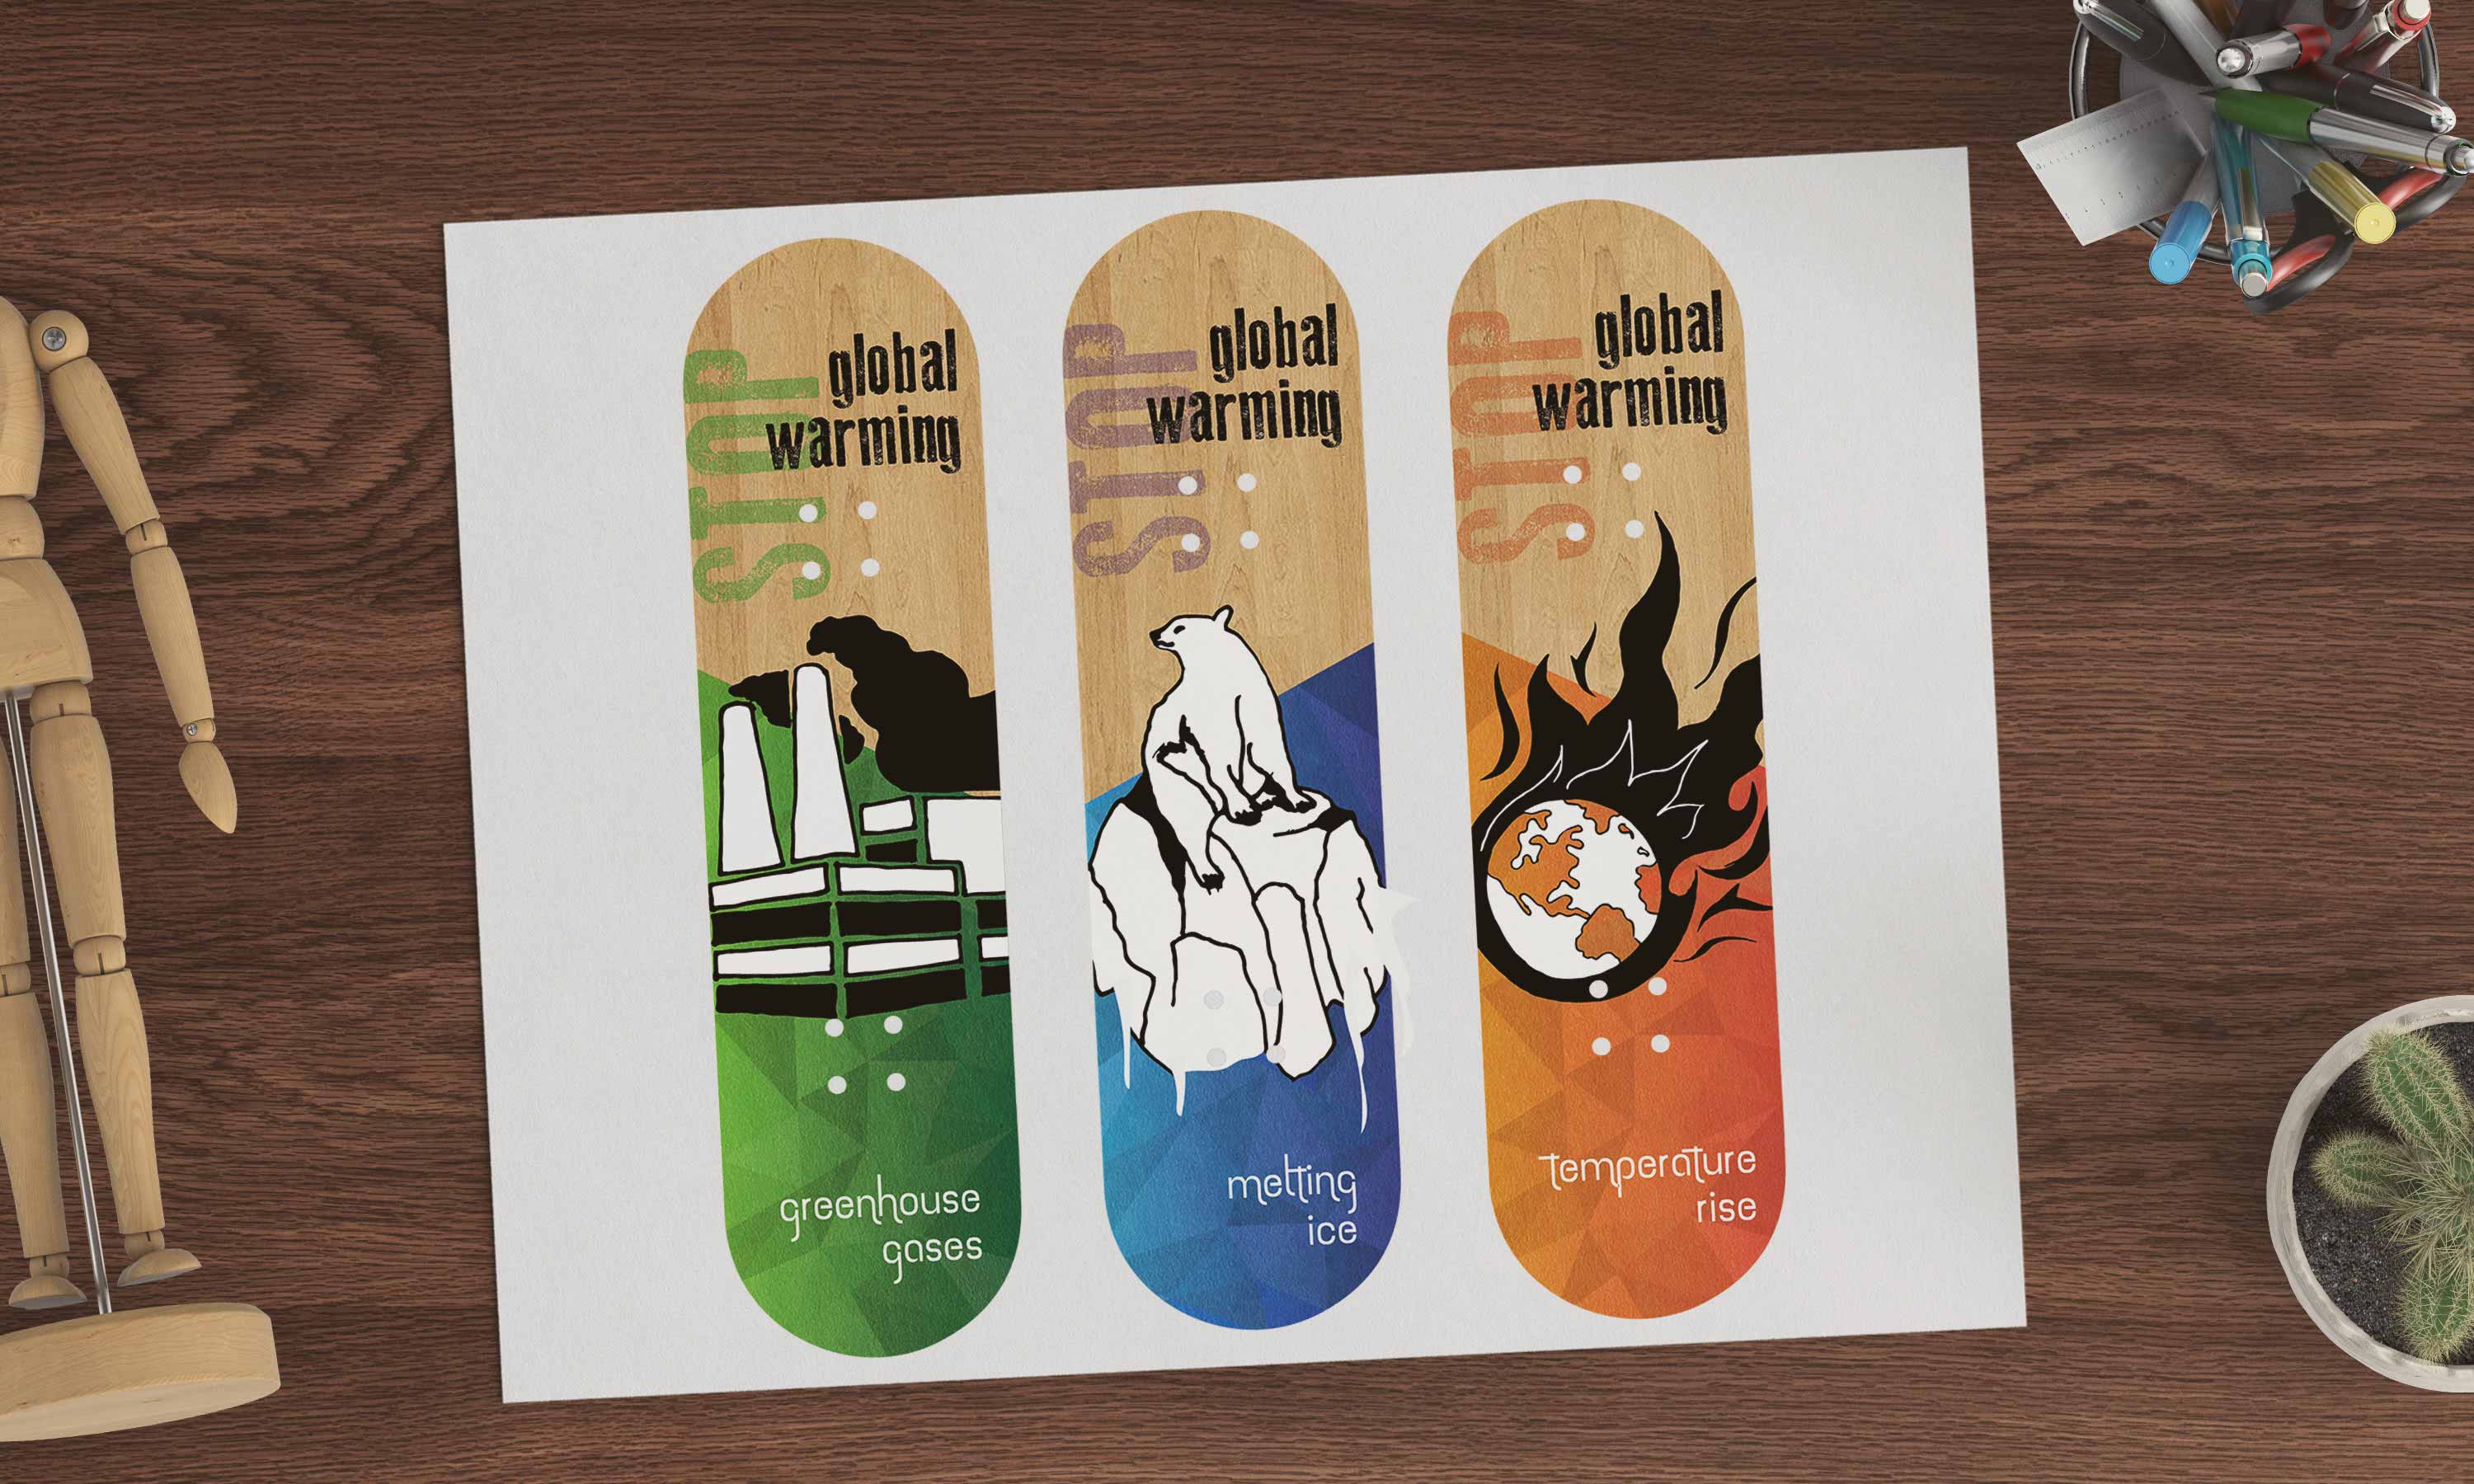 STOP
global
warming
greenhouse
gases
STOP
global
warming
melting
ice
STOP
global
warming
temperature
rise